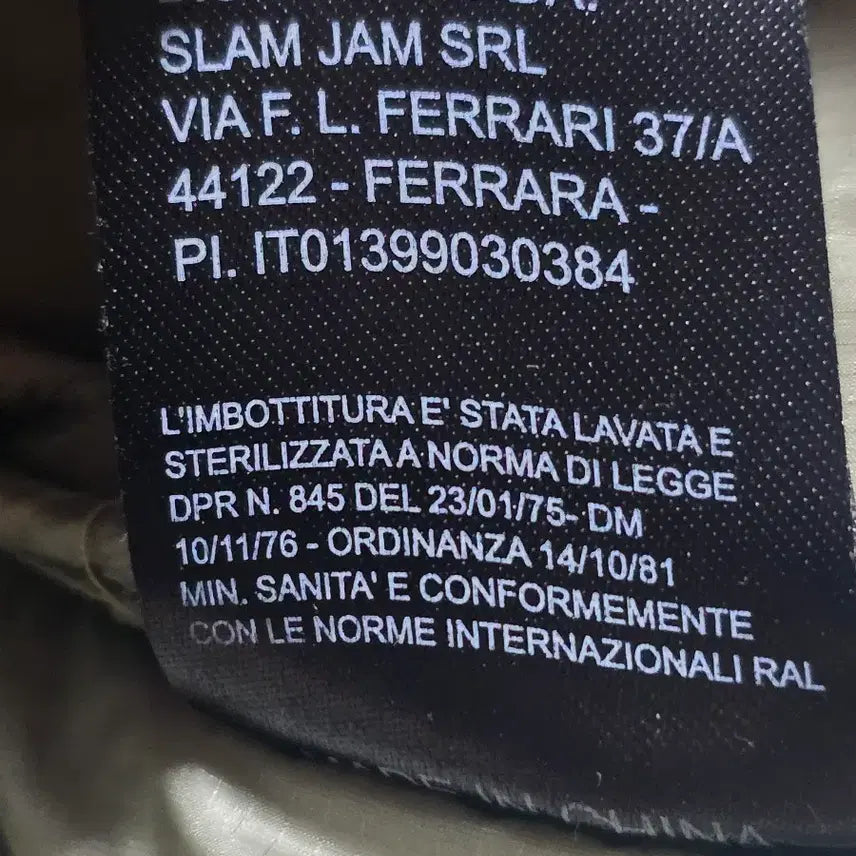 SLAM JAM SRL
VIA F. L. FERRARI 37/A
44122 - FERRARA -
PI. IT01399030384
L'IMBOTTITURA E' STATA LAVATA E
STERILIZZATA A NORMA DI LEGGE
DPR N. 845 DEL 23/01/75- DM
10/11/76 - ORDINANZA 14/10/81
MIN. SANITA' E CONFORMEMENTE
CON LE NORME INTERNAZIONALI RAL